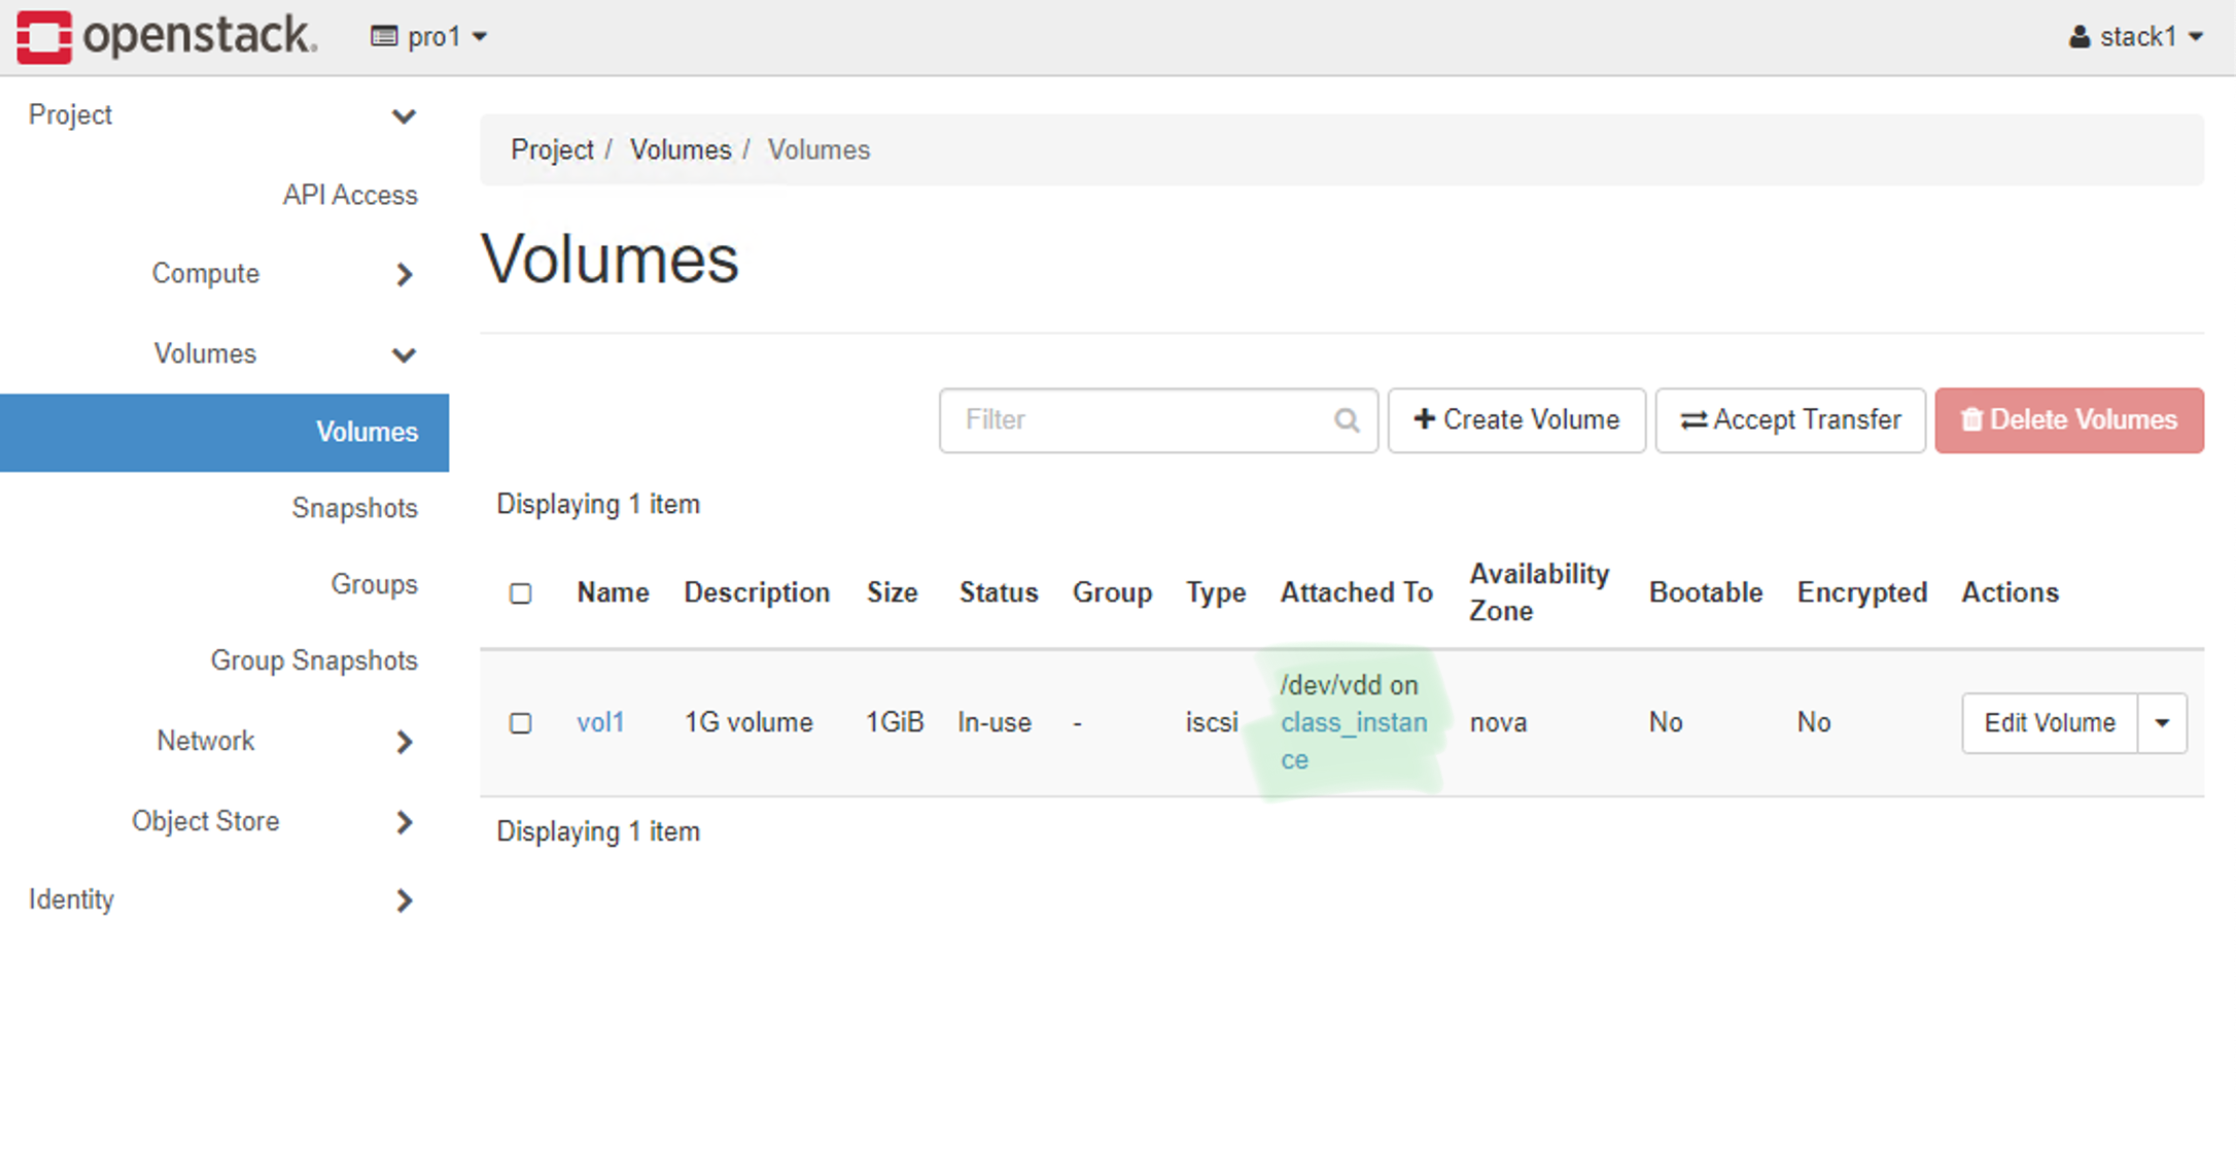 openstack. pro1 stack1
Project
API Access
Compute
Volumes
Volumes
Snapshots
Groups
Group Snapshots
Network
Object Store
Identity
Project / Volumes / Volumes
Volumes
Filter Create Volume Accept Transfer Delete Volumes
Displaying 1 item
Name Description Size Status Group Type Attached To Availability Zone Bootable Encrypted Actions
vol1 1G volume 1GiB In-use - iscsi /dev/vdd on class_instance nova No No Edit Volume
Displaying 1 item